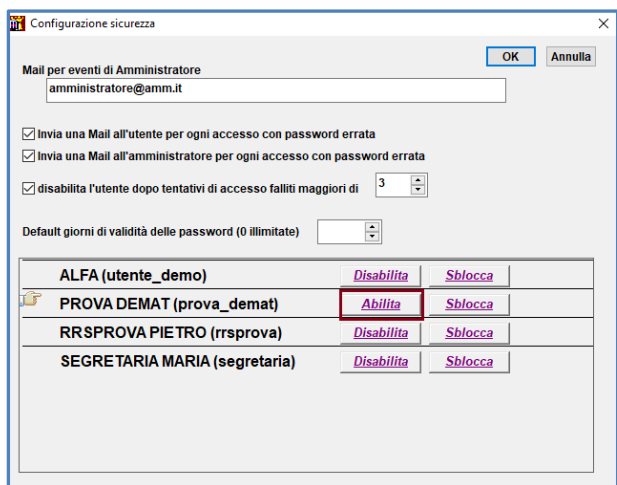 Configurazione sicurezza
OK Annulla
Mail per eventi di Amministratore
amministratore@amm.it
Invia una Mail all'utente per ogni accesso con password errata
Invia una Mail all'amministratore per ogni accesso con password errata
disabilita l'utente dopo tentativi di accesso falliti maggiori di 3
Default giorni di validità delle password (0 illimitate)
ALFA (utente_demo) Disabilita Sblocca
PROVA DEMAT (prova_demat) Abilita Sblocca
RRSPROVA PIETRO (rrsprova) Disabilita Sblocca
SEGRETARIA MARIA (segretaria) Disabilita Sblocca